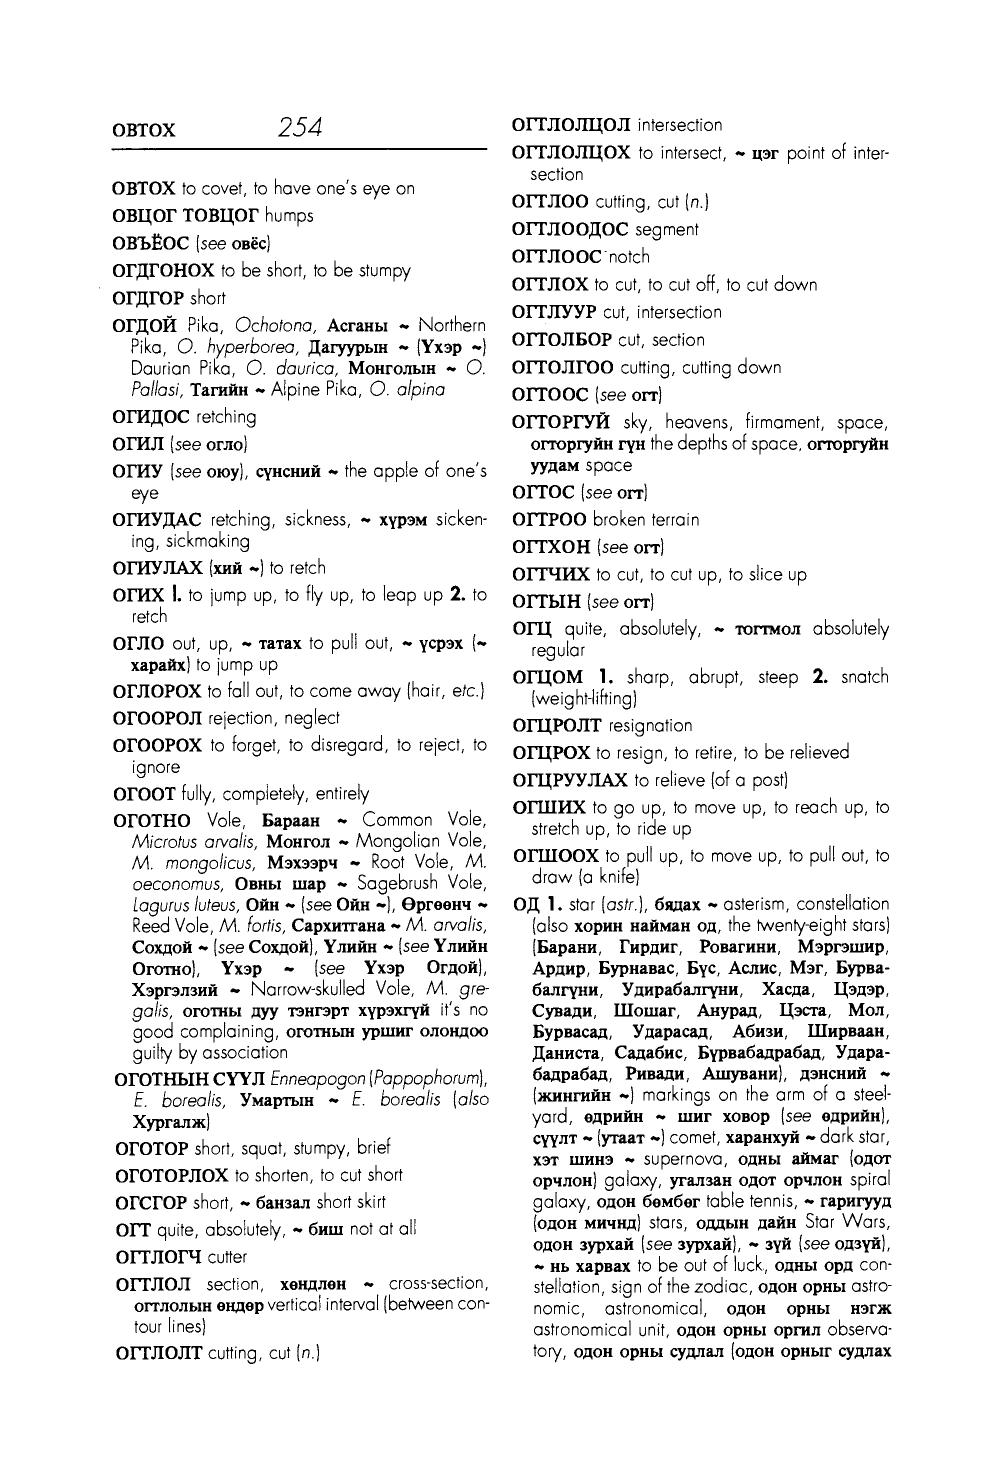 ОВТОХ 254
ОВТОХ to covet, to have one's eye on
ОВЦОГ ТОВЦОГ humps
ОВЪЁОС (see овёс)
ОГДГОНОХ to be short, to be stumpy
ОГДГОР short
ОГДОЙ Pika, Ochotona, Асганы ~ Northern
Pika, O. hyperborea, Дагуурын ~ (Үхэр ~)
Daurian Pika, O. daurica, Монголын ~ O.
Pallasi, Тагийн ~ Alpine Pika, O. alpina
ОГИДОС retching
ОГИЛ (see огло)
ОГИУ (see оюу), сүнсний ~ the apple of one's
eye
ОГИУДАС retching, sickness, ~ хүрэм sicken-
ing, sickmaking
ОГИУЛАХ (хий ~) to retch
ОГИХ 1. to jump up, to fly up, to leap up 2. to
retch
ОГЛО out, up, ~ татах to pull out, ~ үсрэх (~
харайх) to jump up
ОГЛОРОХ to fall out, to come away (hair, etc.)
ОГООРОЛ rejection, neglect
ОГООРОХ to forget, to disregard, to reject, to
ignore
ОГООТ fully, completely, entirely
ОГОТНО Vole, Бараан ~ Common Vole,
Microtus arvalis, Монгол ~ Mongolian Vole,
M. mongolicus, Мэхээрч ~ Root Vole, M.
oeconomus, Овны шар ~ Sagebrush Vole,
Lagurus luteus, Ойн ~ (see Ойн ~), Өргөөнч ~
Reed Vole, M. fortis, Сархитгана ~ M. arvalis,
Сохдой ~ (see Сохдой), Үлийн ~ (see Үлийн
Оготно), Үхэр ~ (see Үхэр Огдой),
Хэргэлзий ~ Narrow-skulled Vole, M. gre-
galis, оготны дуу тэнгэрт хүрэхгүй it's no
good complaining, оготнын уршиг олондоо
guilty by association
ОГОТНЫН СҮҮЛ Enneapogon (Pappophorum),
E. borealis, Умартын ~ E. borealis (also
Хургалж)
ОГОТОР short, squat, stumpy, brief
ОГОТОРЛОХ to shorten, to cut short
ОГСГОР short, ~ банзал short skirt
ОГТ quite, absolutely, ~ биш not at all
ОГТЛОГЧ cutter
ОГТЛОЛ section, хөндлөн ~ cross-section,
огтлолын өндөр vertical interval (between con-
tour lines)
ОГТЛОЛТ cutting, cut (n.)
ОГТЛОЛЦОЛ intersection
ОГТЛОЛЦОХ to intersect, ~ цэг point of inter-
section
ОГТЛОО cutting, cut (n.)
ОГТЛООДОС segment
ОГТЛООС notch
ОГТЛОХ to cut, to cut off, to cut down
ОГТЛУУР cut, intersection
ОГТОЛБОР cut, section
ОГТОЛГОО cutting, cutting down
ОГТООС (see огт)
ОГТОРГУЙ sky, heavens, firmament, space,
огторгуйн гүн the depths of space, огторгуйн
уудам space
ОГТОС (see огт)
ОГТРОО broken terrain
ОГТХОН (see огт)
ОГТЧИХ to cut, to cut up, to slice up
ОГТЫН (see огт)
ОГЦ quite, absolutely, ~ тогтмол absolutely
regular
ОГЦОМ 1. sharp, abrupt, steep 2. snatch
(weight-lifting)
ОГЦРОЛТ resignation
ОГЦРОХ to resign, to retire, to be relieved
ОГЦРУУЛАХ to relieve (of a post)
ОГШИХ to go up, to move up, to reach up, to
stretch up, to ride up
ОГШООХ to pull up, to move up, to pull out, to
draw (a knife)
ОД 1. star (astr.), бядах ~ asterism, constellation
(also хорин найман од, the twenty-eight stars)
(Барани, Гирдиг, Ровагини, Мэргэшир,
Ардир, Бурнавас, Бүс, Аслис, Мэг, Бурва-
балгүни, Удирабалгүни, Хасда, Цэдэр,
Сувади, Шошаг, Анурад, Цэста, Мол,
Бурвасад, Ударасад, Абизи, Ширваан,
Даниста, Садабис, Бүрвабадрабад, Удара-
бадрабад, Ривади, Ашувани), дэнсний ~
(жингийн ~) markings on the arm of a steel-
yard, өдрийн ~ шиг ховор (see өдрийн),
сүүлт ~ (утаат ~) comet, харанхуй ~ dark star,
хэт шинэ ~ supernova, одны аймаг (одот
орчлон) galaxy, угалзан одот орчлон spiral
galaxy, одон бөмбөг table tennis, ~ гаригууд
(одон мичид) stars, оддын дайн Star Wars,
одон зурхай (see зурхай), ~ зүй (see одзүй),
~ нь харвах to be out of luck, одны орд con-
stellation, sign of the zodiac, одон орны astro-
nomic, astronomical, одон орны нэгж
astronomical unit, одон орны оргил observa-
tory, одон орны судлал (одон орныг судлах